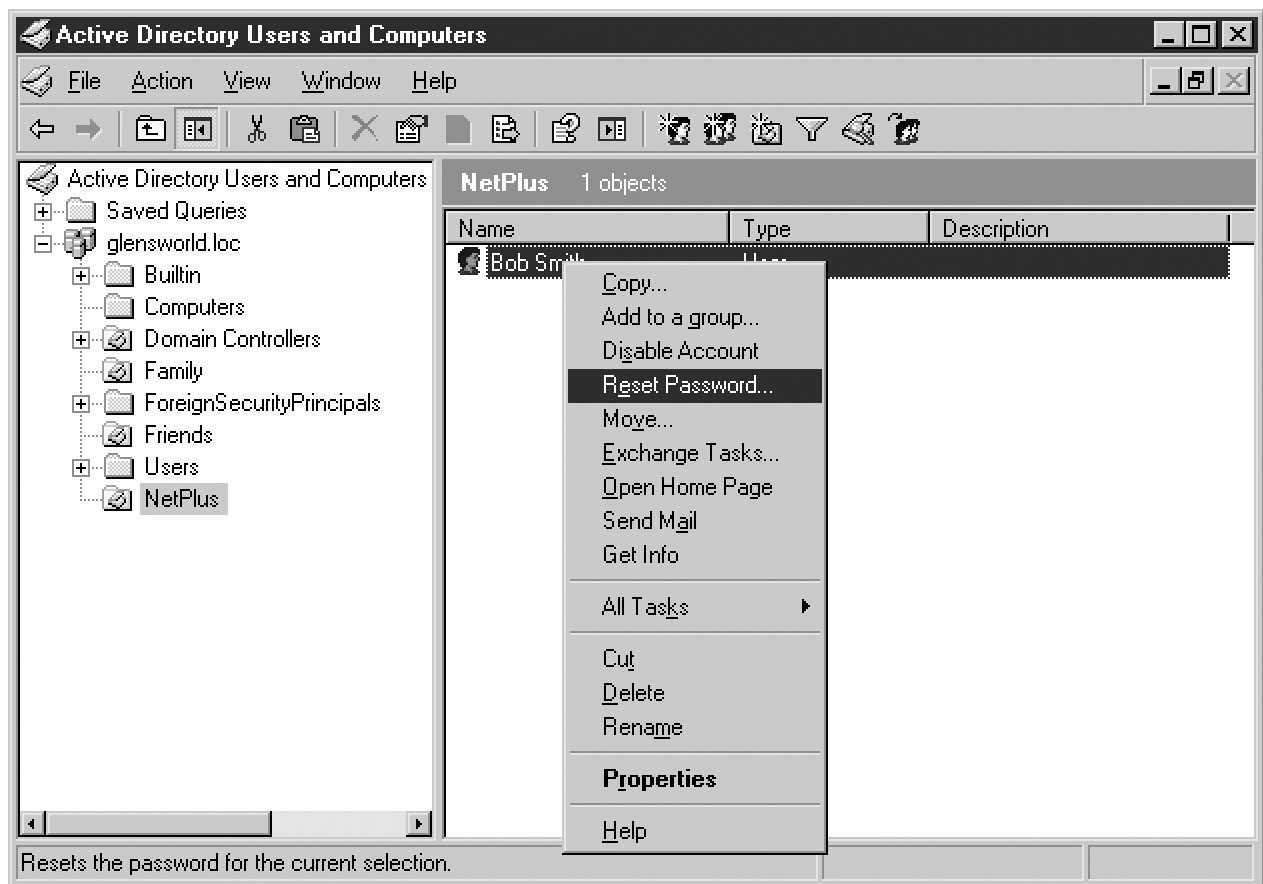 Active Directory Users and Computers
File Action View Window Help
Active Directory Users and Computers
Saved Queries
glensworld.loc
Builtin
Computers
Domain Controllers
Family
ForeignSecurityPrincipals
Friends
Users
NetPlus
NetPlus 1 objects
Name Type Description
Bob Smith User
Copy...
Add to a group...
Disable Account
Reset Password...
Move...
Exchange Tasks...
Open Home Page
Send Mail
Get Info
All Tasks
Cut
Delete
Rename
Properties
Help
Resets the password for the current selection.